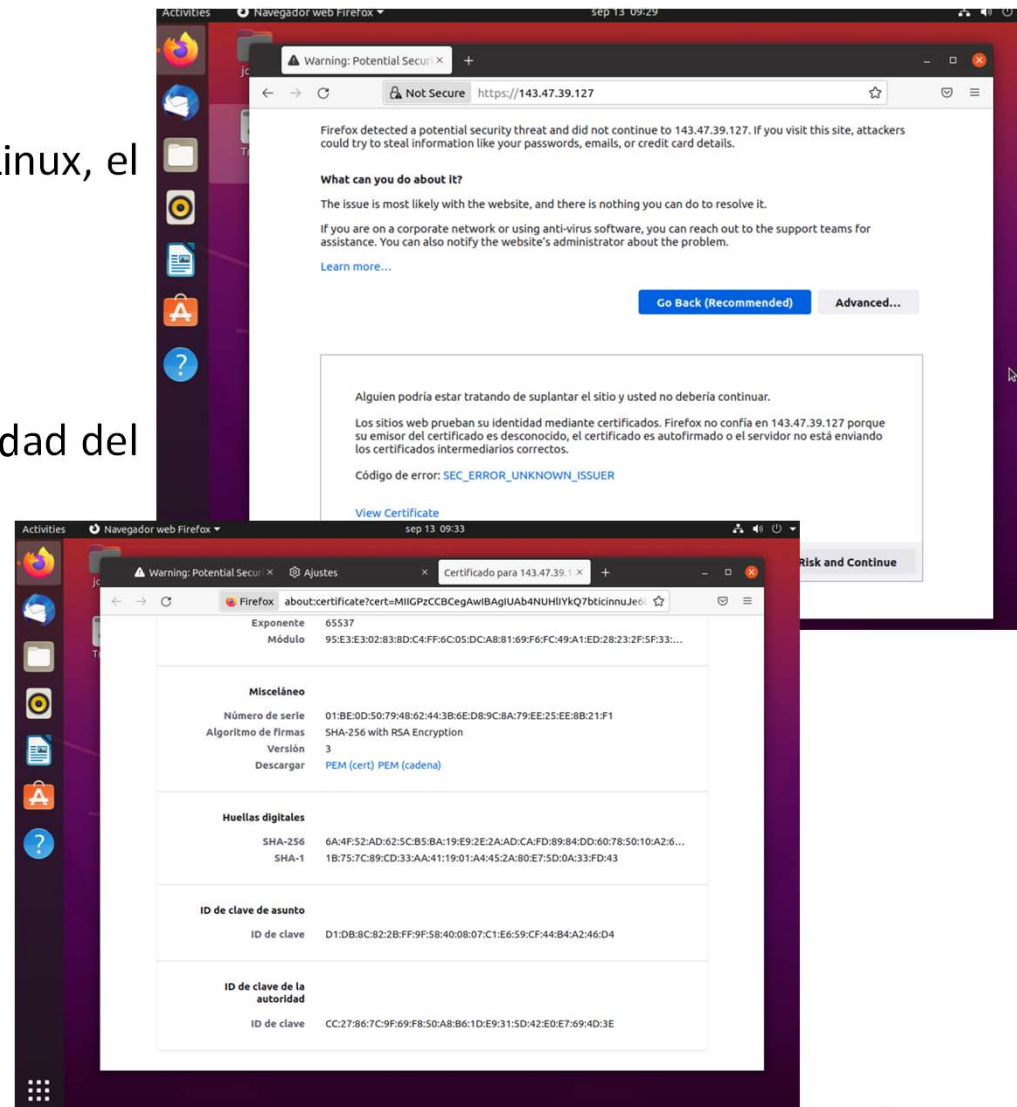 Linux, el
dad del
Activities Navegador web Firefox sep 13 09:29
Warning: Potential Secur
Not Secure https://143.47.39.127
Firefox detected a potential security threat and did not continue to 143.47.39.127. If you visit this site, attackers
could try to steal information like your passwords, emails, or credit card details.
What can you do about it?
The issue is most likely with the website, and there is nothing you can do to resolve it.
If you are on a corporate network or using anti-virus software, you can reach out to the support teams for
assistance. You can also notify the website's administrator about the problem.
Learn more...
Go Back (Recommended) Advanced...
Alguien podría estar tratando de suplantar el sitio y usted no debería continuar.
Los sitios web prueban su identidad mediante certificados. Firefox no confía en 143.47.39.127 porque
su emisor del certificado es desconocido, el certificado es autofirmado o el servidor no está enviando
los certificados intermediarios correctos.
Código de error: SEC_ERROR_UNKNOWN_ISSUER
View Certificate
Risk and Continue
Activities Navegador web Firefox sep 13 09:33
Warning: Potential Secur Ajustes Certificado para 143.47.39.1
Firefox about:certificate?cert=MIIGPzCCBCegAwIBAgIUAb4NUHlIYkQ7bticinnuJe6l
Exponente 65537
Módulo 95:E3:E3:02:83:8D:C4:FF:6C:05:DC:A8:81:69:F6:FC:49:A1:ED:28:23:2F:5F:33:...
Misceláneo
Número de serie 01:BE:0D:50:79:48:62:44:3B:6E:D8:9C:8A:79:EE:25:EE:8B:21:F1
Algoritmo de firmas SHA-256 with RSA Encryption
Versión 3
Descargar PEM (cert) PEM (cadena)
Huellas digitales
SHA-256 6A:4F:52:AD:62:5C:B5:BA:19:E9:2E:2A:AD:CA:FD:89:84:DD:60:78:50:10:A2:6...
SHA-1 1B:75:7C:89:CD:33:AA:41:19:01:A4:45:2A:80:E7:5D:0A:33:FD:43
ID de clave de asunto
ID de clave D1:DB:8C:82:2B:FF:9F:58:40:08:07:C1:E6:59:CF:44:B4:A2:46:D4
ID de clave de la
autoridad
ID de clave CC:27:86:7C:9F:69:F8:50:A8:B6:1D:E9:31:5D:42:E0:E7:69:4D:3E